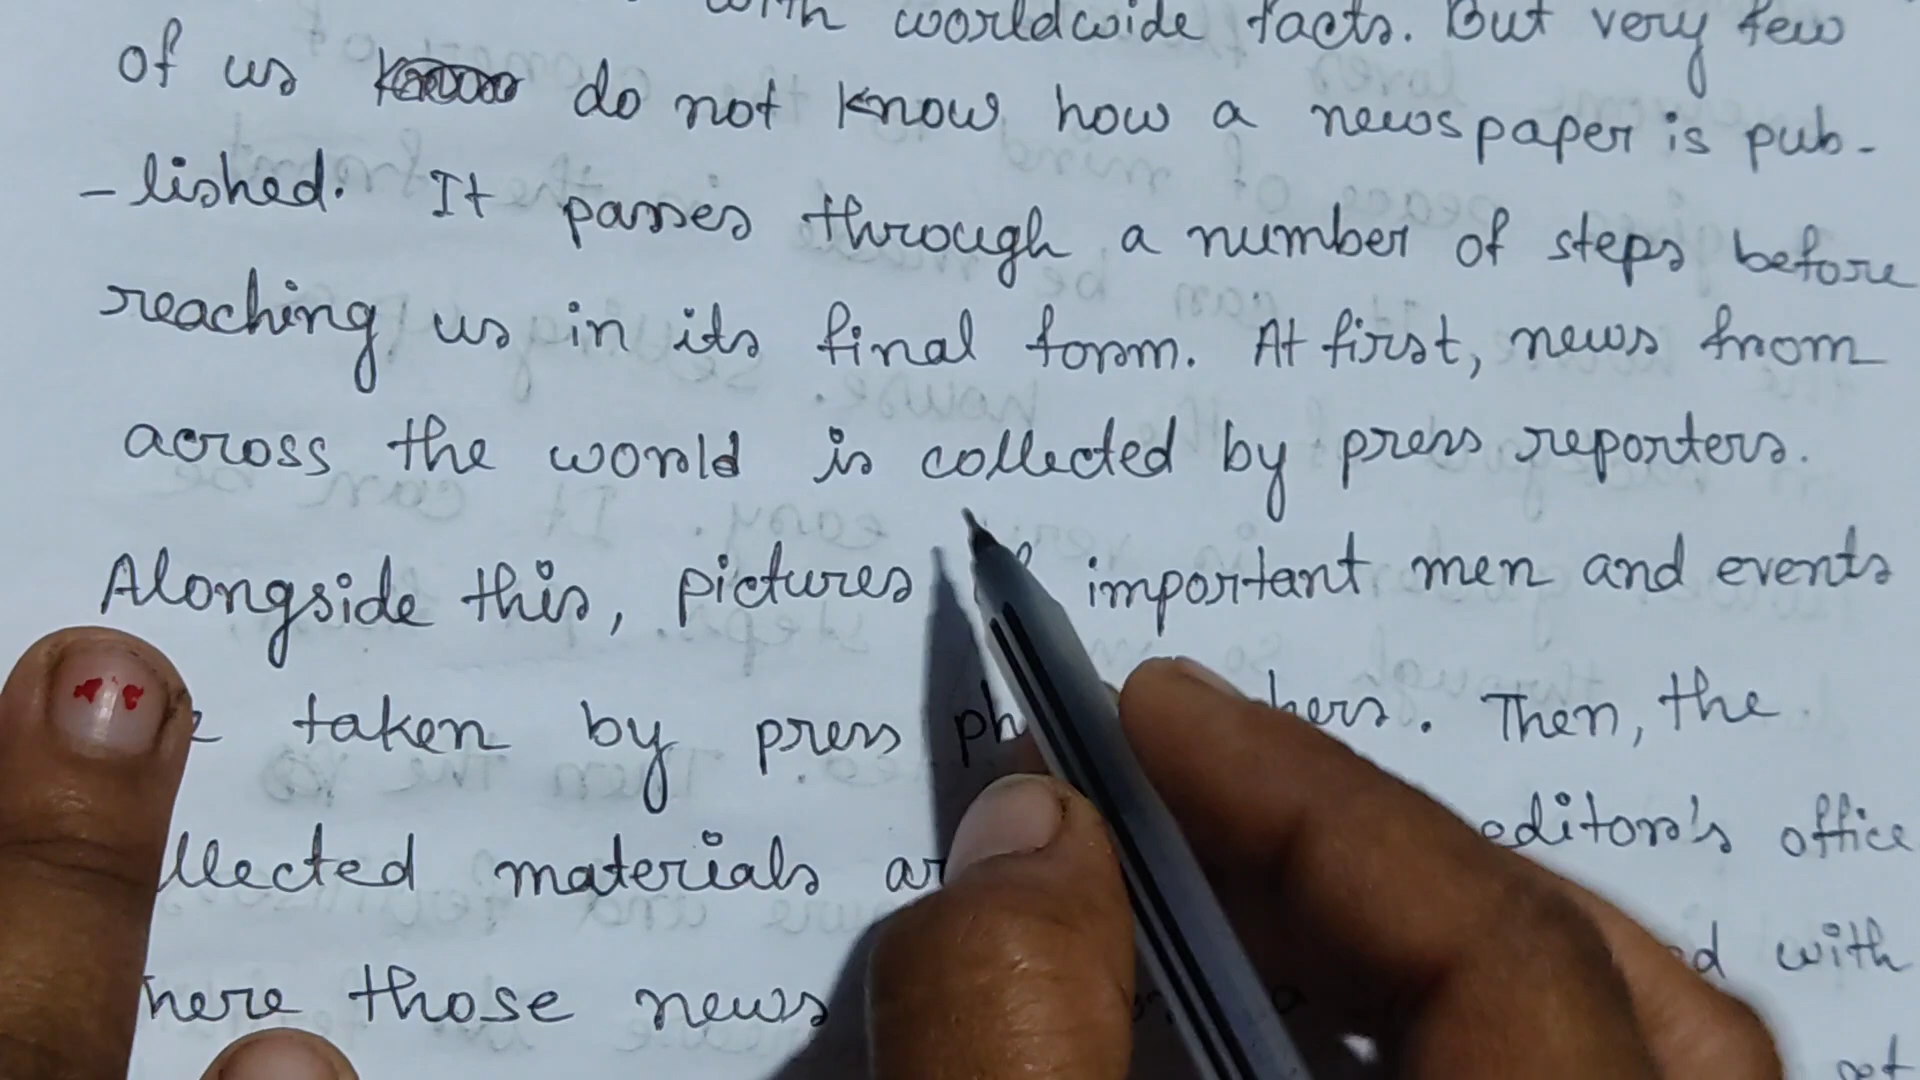 with worldwide facts. But very few
of us do not know how a newspaper is pub-
-lished. It passes through a number of steps before
reaching us in its final form. At first, news from
across the world is collected by press reporters.
Alongside this, pictures important men and events
taken by press Then, the
materials editor's office
those news with